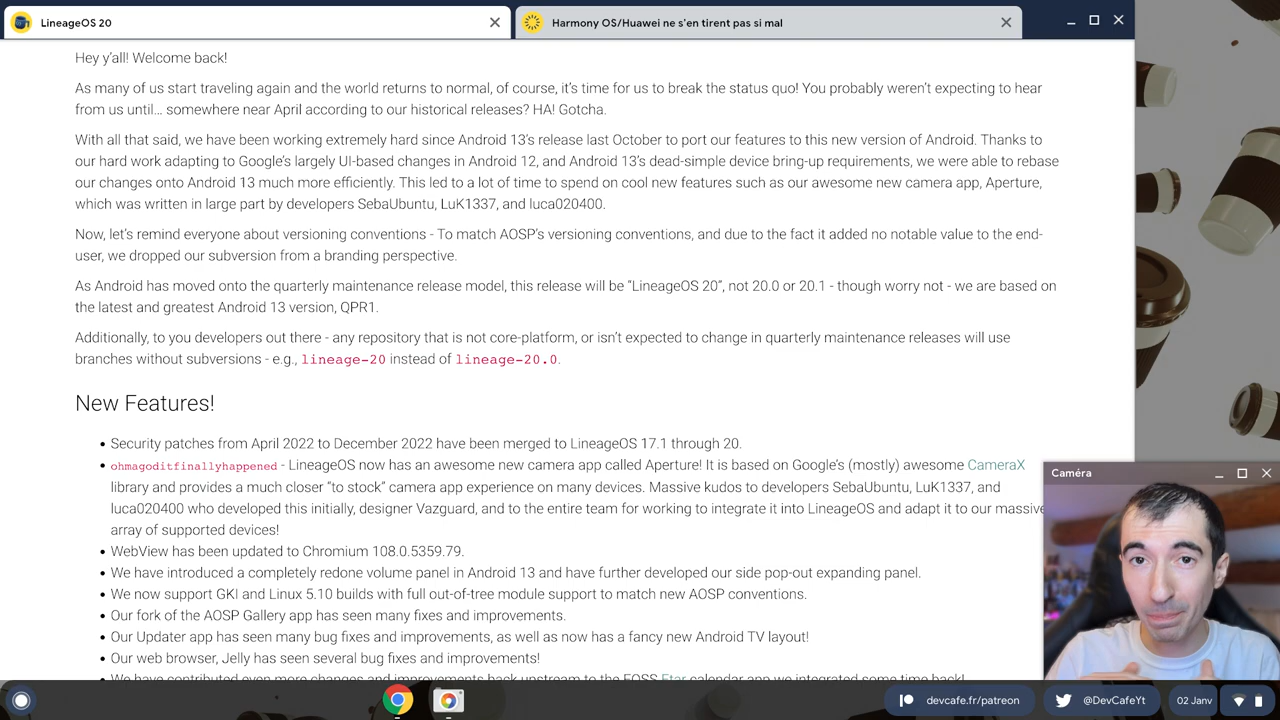 LineageOS 20
Harmony OS/Huawei ne s'en tirent pas si mal
Hey y'all! Welcome back!
As many of us start traveling again and the world returns to normal, of course, it's time for us to break the status quo! You probably weren't expecting to hear
from us until… somewhere near April according to our historical releases? HA! Gotcha.
With all that said, we have been working extremely hard since Android 13's release last October to port our features to this new version of Android. Thanks to
our hard work adapting to Google's largely UI-based changes in Android 12, and Android 13's dead-simple device bring-up requirements, we were able to rebase
our changes onto Android 13 much more efficiently. This led to a lot of time to spend on cool new features such as our awesome new camera app, Aperture,
which was written in large part by developers SebaUbuntu, LuK1337, and luca020400.
Now, let's remind everyone about versioning conventions - To match AOSP's versioning conventions, and due to the fact it added no notable value to the end-
user, we dropped our subversion from a branding perspective.
As Android has moved onto the quarterly maintenance release model, this release will be "LineageOS 20", not 20.0 or 20.1 - though worry not - we are based on
the latest and greatest Android 13 version, QPR1.
Additionally, to you developers out there - any repository that is not core-platform, or isn't expected to change in quarterly maintenance releases will use
branches without subversions - e.g., lineage-20 instead of lineage-20.0.
New Features!
• Security patches from April 2022 to December 2022 have been merged to LineageOS 17.1 through 20.
• ohmagoditfinallyhappened - LineageOS now has an awesome new camera app called Aperture! It is based on Google's (mostly) awesome CameraX
library and provides a much closer "to stock" camera app experience on many devices. Massive kudos to developers SebaUbuntu, LuK1337, and
luca020400 who developed this initially, designer Vazguard, and to the entire team for working to integrate it into LineageOS and adapt it to our massive
array of supported devices!
• WebView has been updated to Chromium 108.0.5359.79.
• We have introduced a completely redone volume panel in Android 13 and have further developed our side pop-out expanding panel.
• We now support GKI and Linux 5.10 builds with full out-of-tree module support to match new AOSP conventions.
• Our fork of the AOSP Gallery app has seen many fixes and improvements.
• Our Updater app has seen many bug fixes and improvements, as well as now has a fancy new Android TV layout!
• Our web browser, Jelly has seen several bug fixes and improvements!
• We have contributed even more changes and improvements back upstream to the FOSS Etar calendar app we integrated some time back!
Caméra
devcafe.fr/patreon
@DevCafeYt
02 Janv